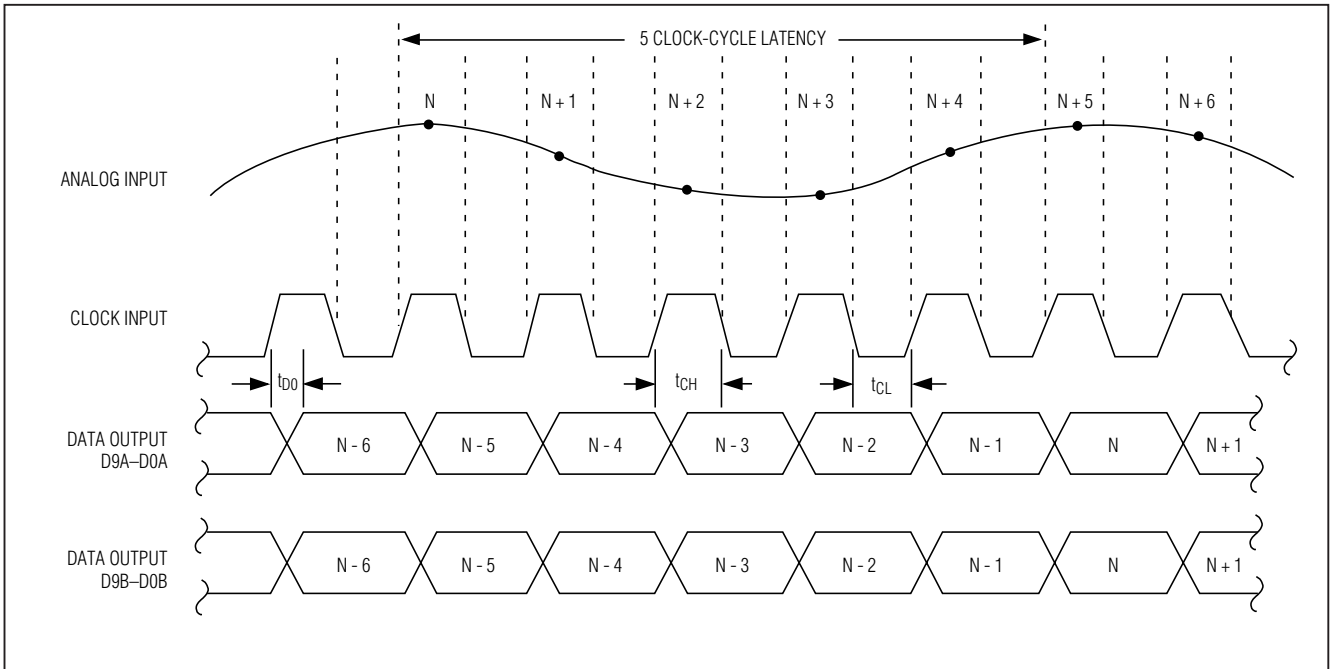 5 CLOCK-CYCLE LATENCY
N N + 1 N + 2 N + 3 N + 4 N + 5 N + 6
ANALOG INPUT
CLOCK INPUT
tD0 tCH tCL
DATA OUTPUT
D9A–D0A
N - 6 N - 5 N - 4 N - 3 N - 2 N - 1 N N + 1
DATA OUTPUT
D9B–D0B
N - 6 N - 5 N - 4 N - 3 N - 2 N - 1 N N + 1